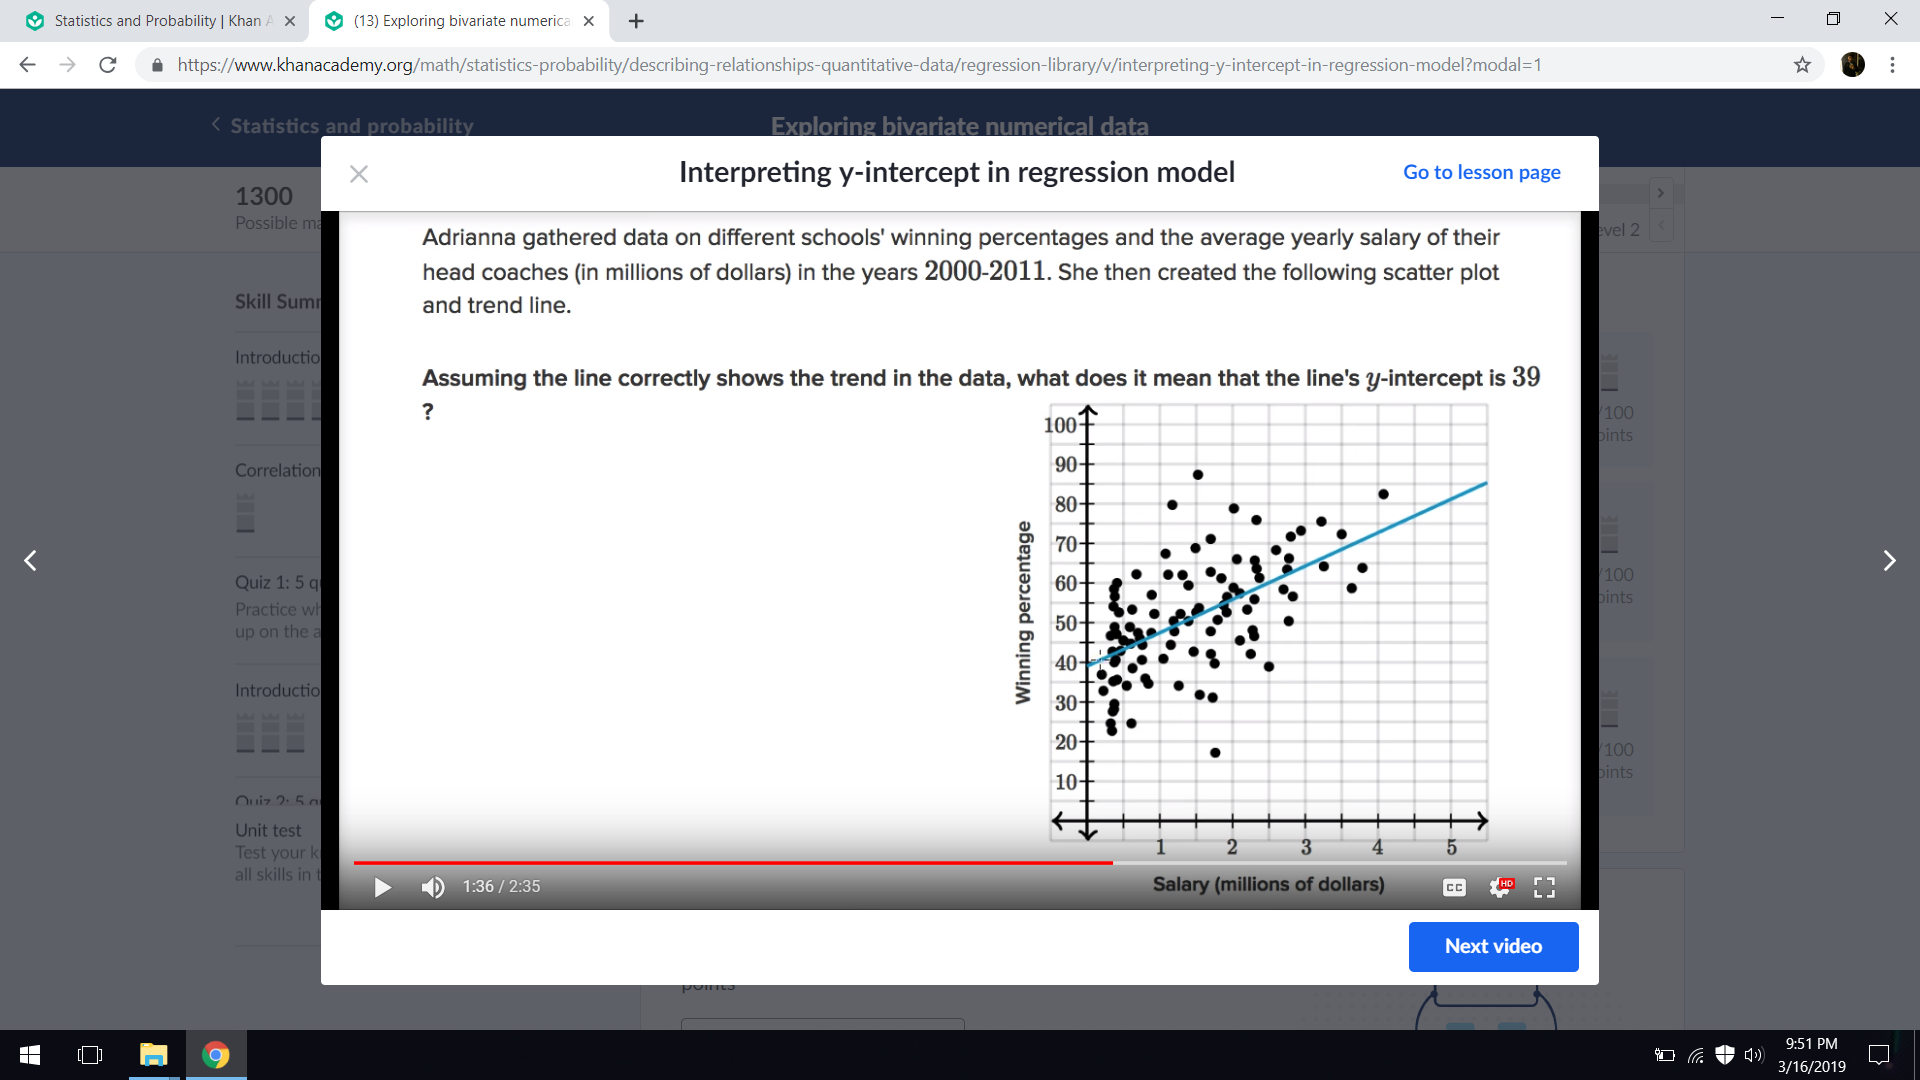 Statistics and Probability | Khan A
(13) Exploring bivariate numerica
https://www.khanacademy.org/math/statistics-probability/describing-relationships-quantitative-data/regression-library/v/interpreting-y-intercept-in-regression-model?modal=1
Statistics and probability
Exploring bivariate numerical data
Interpreting y-intercept in regression model
Go to lesson page
1300
Possible ma
evel 2
Adrianna gathered data on different schools' winning percentages and the average yearly salary of their
head coaches (in millions of dollars) in the years 2000-2011. She then created the following scatter plot
and trend line.
Skill Summ
Introductio
Assuming the line correctly shows the trend in the data, what does it mean that the line's y-intercept is 39
?
/100
oints
Correlation
Quiz 1: 5 qu
Practice wh
up on the a
/100
oints
Introductio
/100
oints
Quiz 2: 5 qu
Unit test
Test your k
all skills in t
100
90
80
70
60
50
40
30
20
10
Winning percentage
1 2 3 4 5
Salary (millions of dollars)
1:36 / 2:35
CC
HD
Next video
points
9:51 PM
3/16/2019